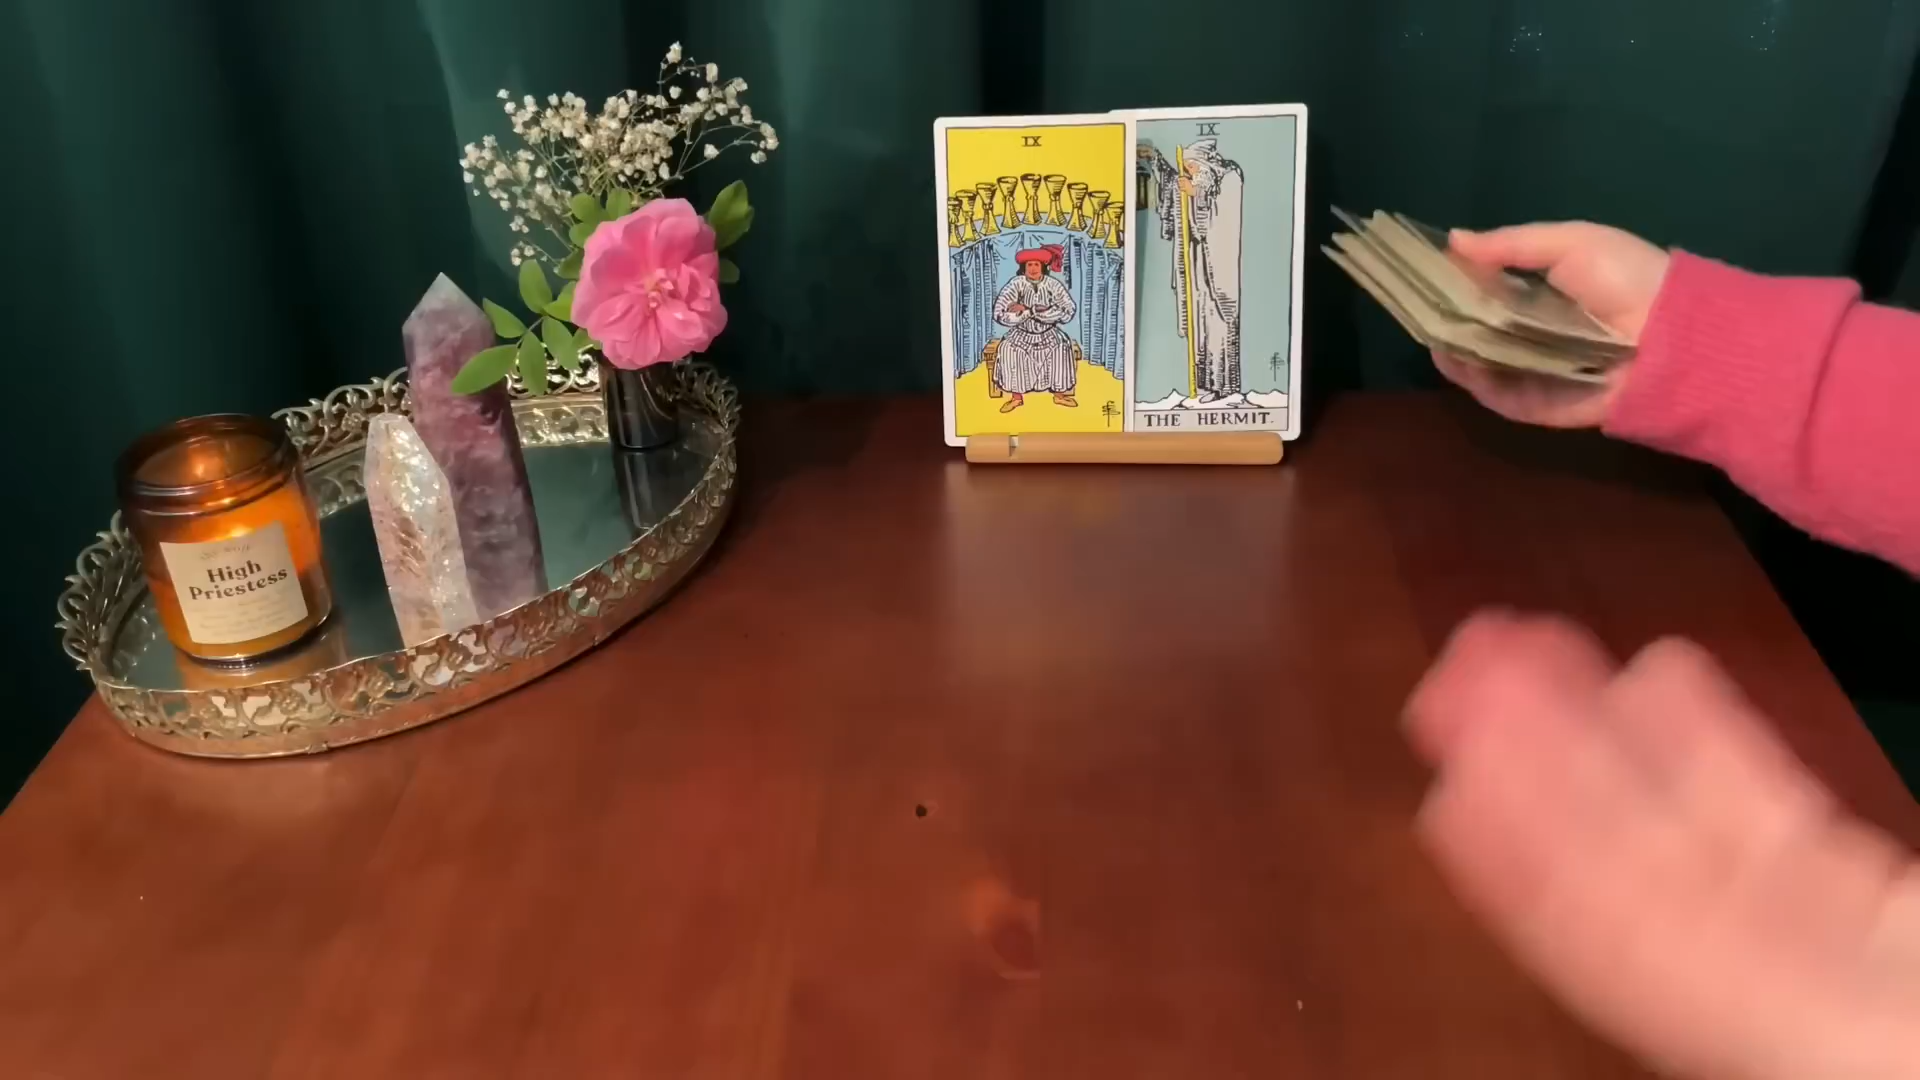 High
Priestess
IX
IX
THE HERMIT.